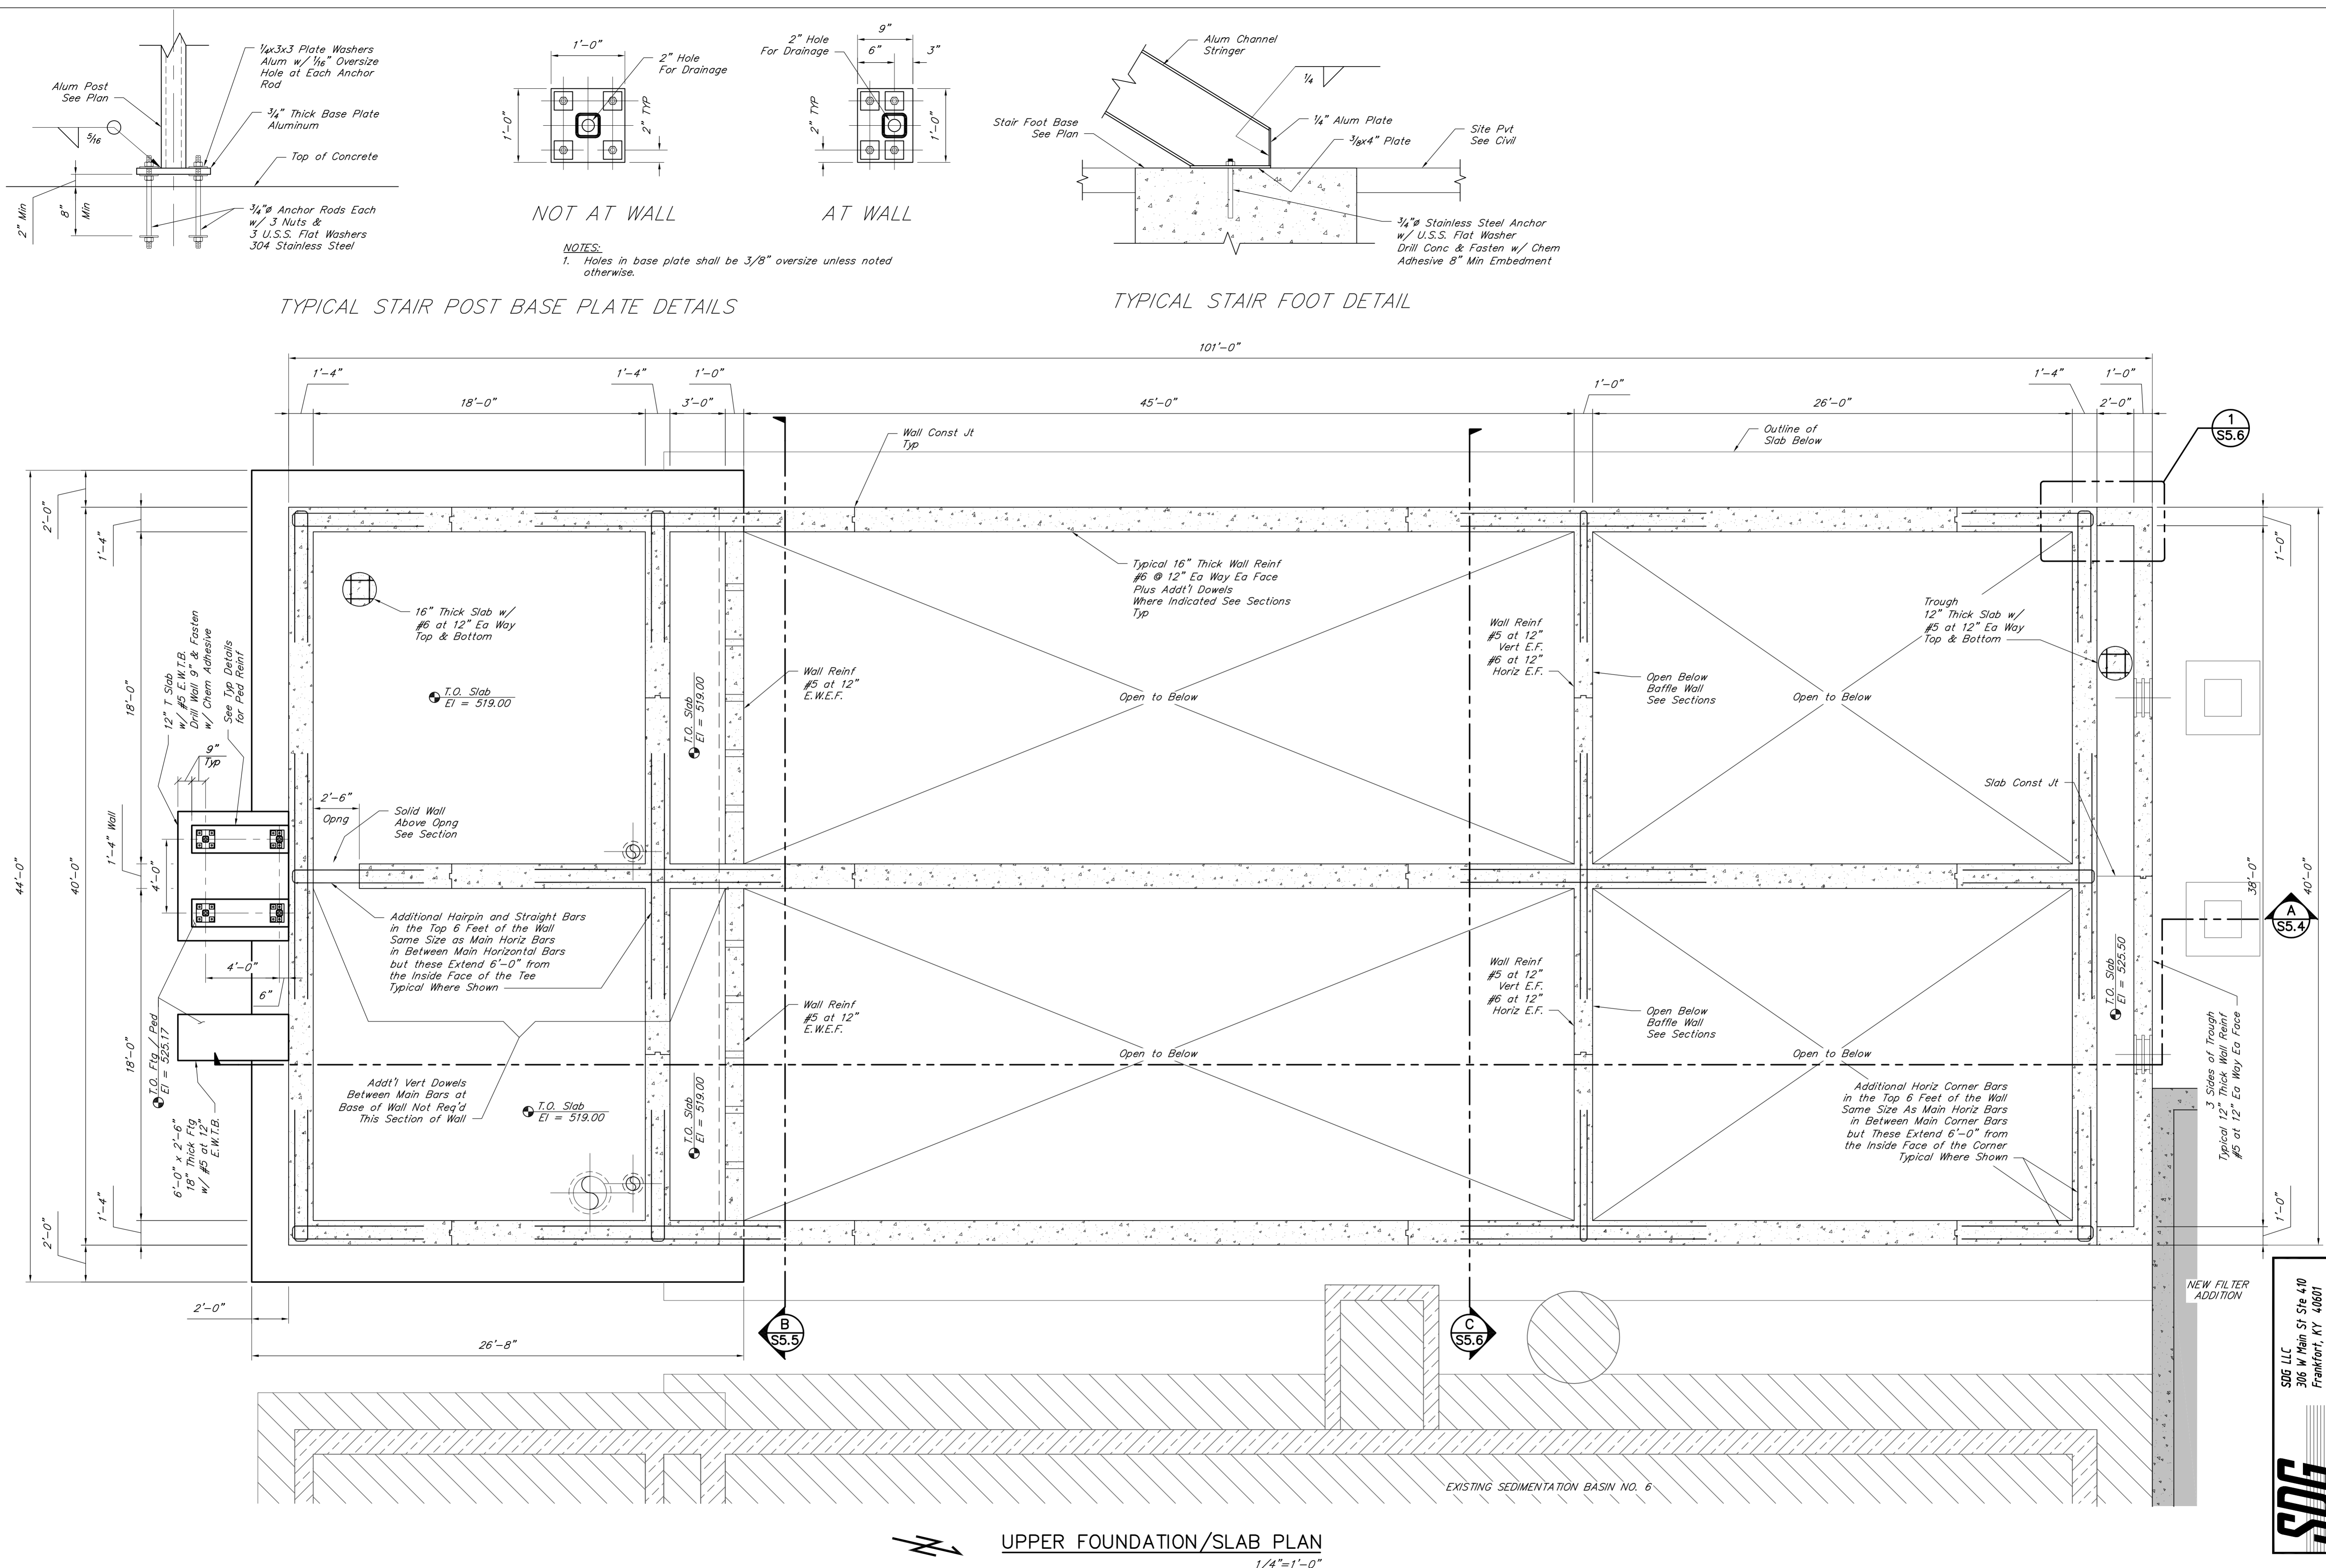 1/4x3x3 Plate Washers
Alum w/ 1/16" Oversize
Hole at Each Anchor
Rod
Alum Post
See Plan
3/4" Thick Base Plate
Aluminum
5/16
Top of Concrete
2" Min
8"
Min
3/4"ø Anchor Rods Each
w/ 3 Nuts &
3 U.S.S. Flat Washers
304 Stainless Steel
1'-0"
2" Hole
For Drainage
1'-0"
2" TYP
NOT AT WALL
2" Hole
For Drainage
9"
6"
3"
2" TYP
1'-0"
AT WALL
NOTES:
1. Holes in base plate shall be 3/8" oversize unless noted
otherwise.
TYPICAL STAIR POST BASE PLATE DETAILS
Alum Channel
Stringer
1/4
Stair Foot Base
See Plan
1/4" Alum Plate
3/8x4" Plate
Site Pvt
See Civil
3/4"ø Stainless Steel Anchor
w/ U.S.S. Flat Washer
Drill Conc & Fasten w/ Chem
Adhesive 8" Min Embedment
TYPICAL STAIR FOOT DETAIL
101'-0"
1'-4"
1'-4"
1'-0"
1'-0"
1'-4"
1'-0"
18'-0"
3'-0"
45'-0"
26'-0"
2'-0"
Wall Const Jt
Typ
Outline of
Slab Below
1
S5.6
44'-0"
40'-0"
2'-0"
1'-4"
18'-0"
1'-4" Wall
18'-0"
1'-4"
2'-0"
16" Thick Slab w/
#6 at 12" Ea Way
Top & Bottom
Typical 16" Thick Wall Reinf
#6 @ 12" Ea Way Ea Face
Plus Addt'l Dowels
Where Indicated See Sections
Typ
Trough
12" Thick Slab w/
#5 at 12" Ea Way
Top & Bottom
1'-0"
12" T Slab
w/ #5 E.W.T.B.
Drill Wall 9" & Fasten
w/ Chem Adhesive
See Typ Details
for Ped Reinf
9"
Typ
T.O. Slab
El = 519.00
T.O. Slab
El = 519.00
Wall Reinf
#5 at 12"
E.W.E.F.
Open to Below
Wall Reinf
#5 at 12"
Vert E.F.
#6 at 12"
Horiz E.F.
Open Below
Baffle Wall
See Sections
Open to Below
Slab Const Jt
2'-6"
Opng
Solid Wall
Above Opng
See Section
4'-0"
4'-0"
6"
Additional Hairpin and Straight Bars
in the Top 6 Feet of the Wall
Same Size as Main Horiz Bars
in Between Main Horizontal Bars
but these Extend 6'-0" from
the Inside Face of the Tee
Typical Where Shown
38'-0"
40'-0"
A
S5.4
T.O. Ftg / Ped
El = 525.17
6'-0" x 2'-6"
18" Thick Ftg
w/ #5 at 12"
E.W.T.B.
Addt'l Vert Dowels
Between Main Bars at
Base of Wall Not Req'd
This Section of Wall
T.O. Slab
El = 519.00
T.O. Slab
El = 519.00
Wall Reinf
#5 at 12"
E.W.E.F.
Open to Below
Wall Reinf
#5 at 12"
Vert E.F.
#6 at 12"
Horiz E.F.
Open Below
Baffle Wall
See Sections
Open to Below
Additional Horiz Corner Bars
in the Top 6 Feet of the Wall
Same Size As Main Horiz Bars
in Between Main Corner Bars
but These Extend 6'-0" from
the Inside Face of the Corner
Typical Where Shown
T.O. Slab
El = 525.50
3 Sides of Trough
Typical 12" Thick Wall Reinf
#5 at 12" Ea Way Ea Face
1'-0"
2'-0"
26'-8"
B
S5.5
C
S5.6
NEW FILTER
ADDITION
EXISTING SEDIMENTATION BASIN NO. 6
SDG LLC
306 W Main St Ste 410
Frankfort, KY 40601
SDG
UPPER FOUNDATION/SLAB PLAN
1/4"=1'-0"